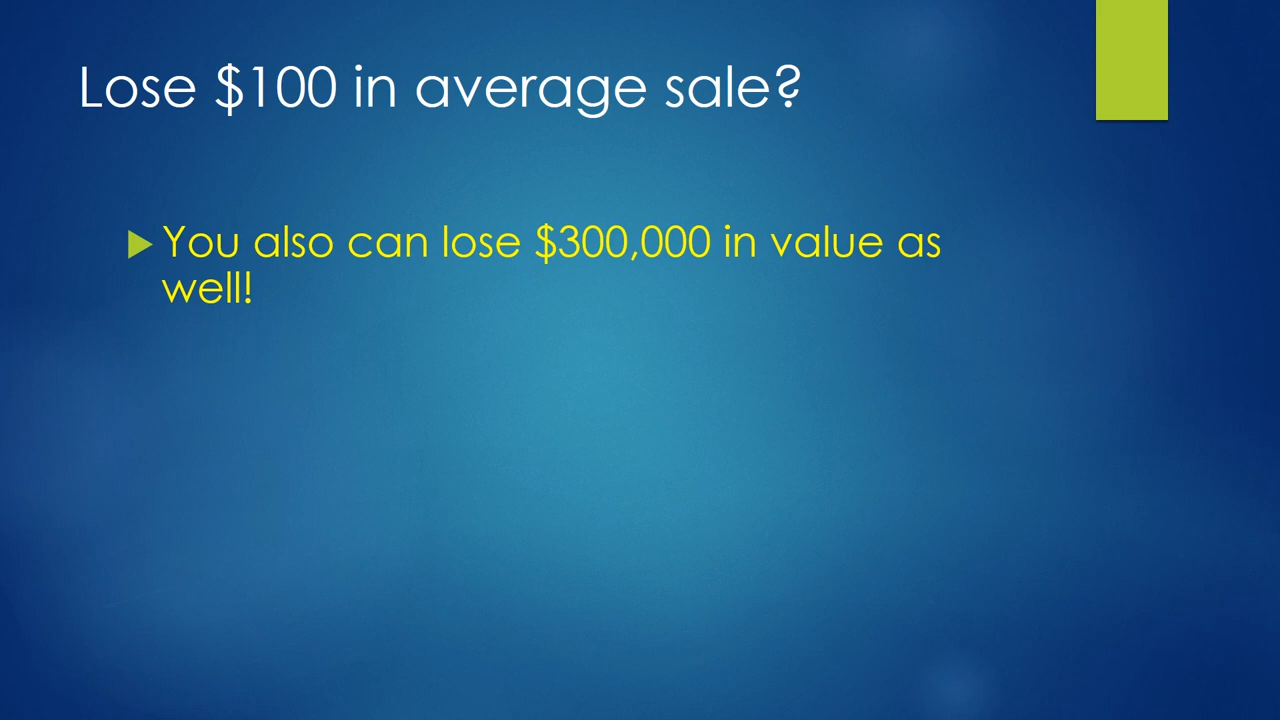 Lose $100 in average sale?
You also can lose $300,000 in value as
well!